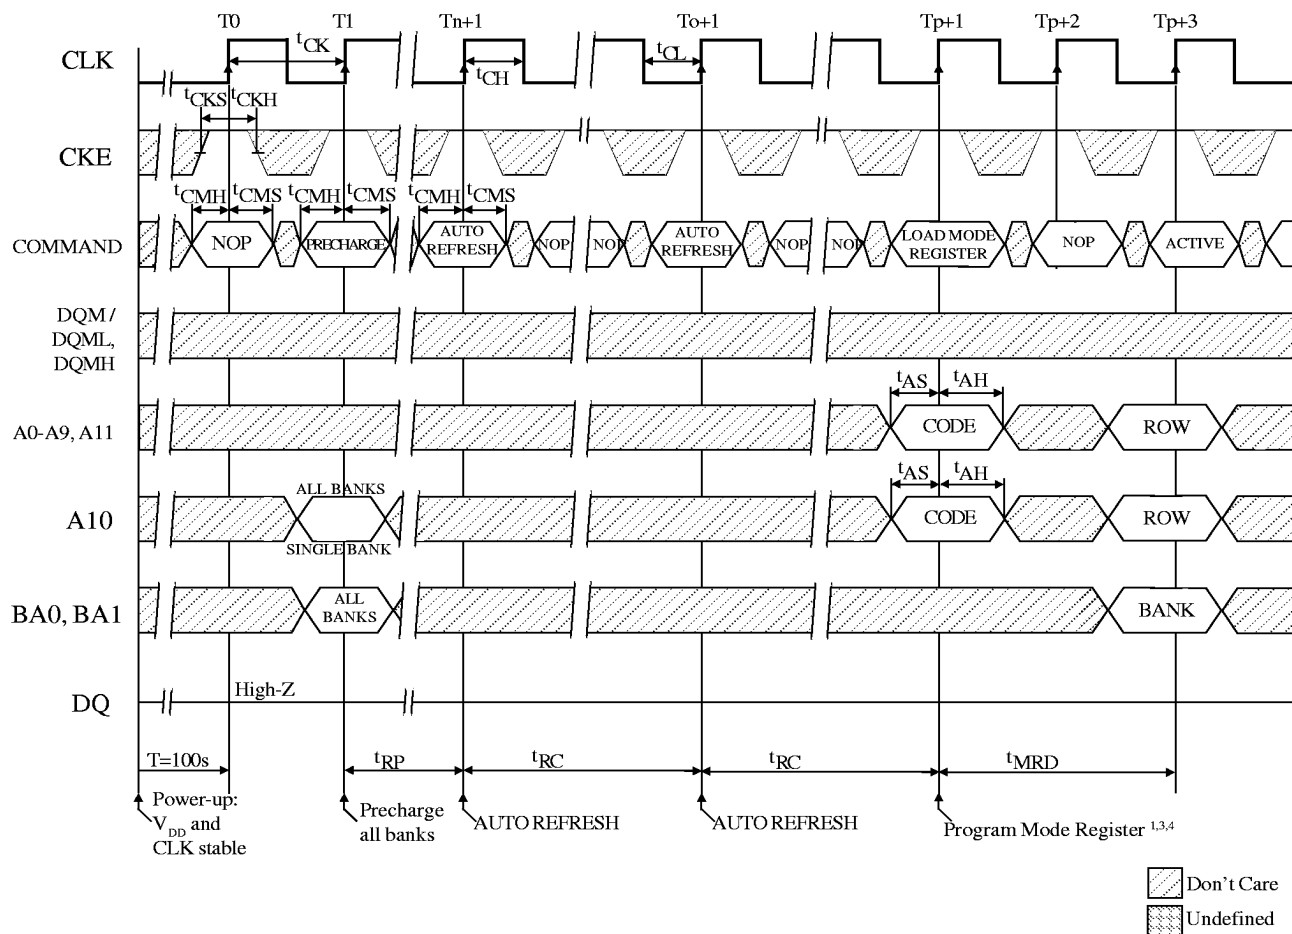 T0 T1 Tn+1 To+1 Tp+1 Tp+2 Tp+3
CLK
tCK
tCH
tCL
tCKS tCKH
CKE
tCMH tCMS tCMH tCMS tCMH tCMS
COMMAND
NOP
PRECHARGE
AUTO
REFRESH
NOP
NOP
AUTO
REFRESH
NOP
NOP
LOAD MODE
REGISTER
NOP
ACTIVE
DQM /
DQML,
DQMH
tAS tAH
A0-A9, A11
CODE
ROW
ALL BANKS
tAS tAH
A10
CODE
ROW
SINGLE BANK
BA0, BA1
ALL
BANKS
BANK
DQ
High-Z
T=100s
tRP
tRC
tRC
tMRD
Power-up:
VDD and
CLK stable
Precharge
all banks
AUTO REFRESH
AUTO REFRESH
Program Mode Register 1,3,4
Don't Care
Undefined